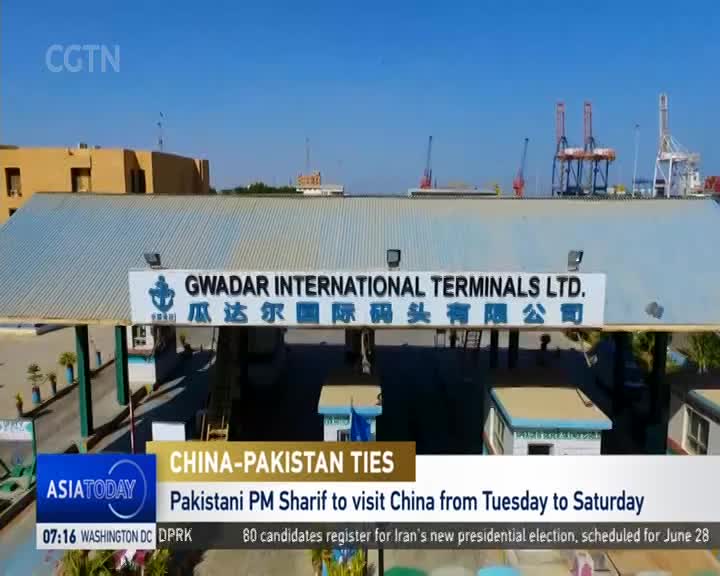 CGTN
GWADAR INTERNATIONAL TERMINALS LTD.
瓜达尔国际码头有限公司
CHINA-PAKISTAN TIES
ASIATODAY
Pakistani PM Sharif to visit China from Tuesday to Saturday
07:16 WASHINGTON DC
DPRK 80 candidates register for Iran's new presidential election, scheduled for June 28